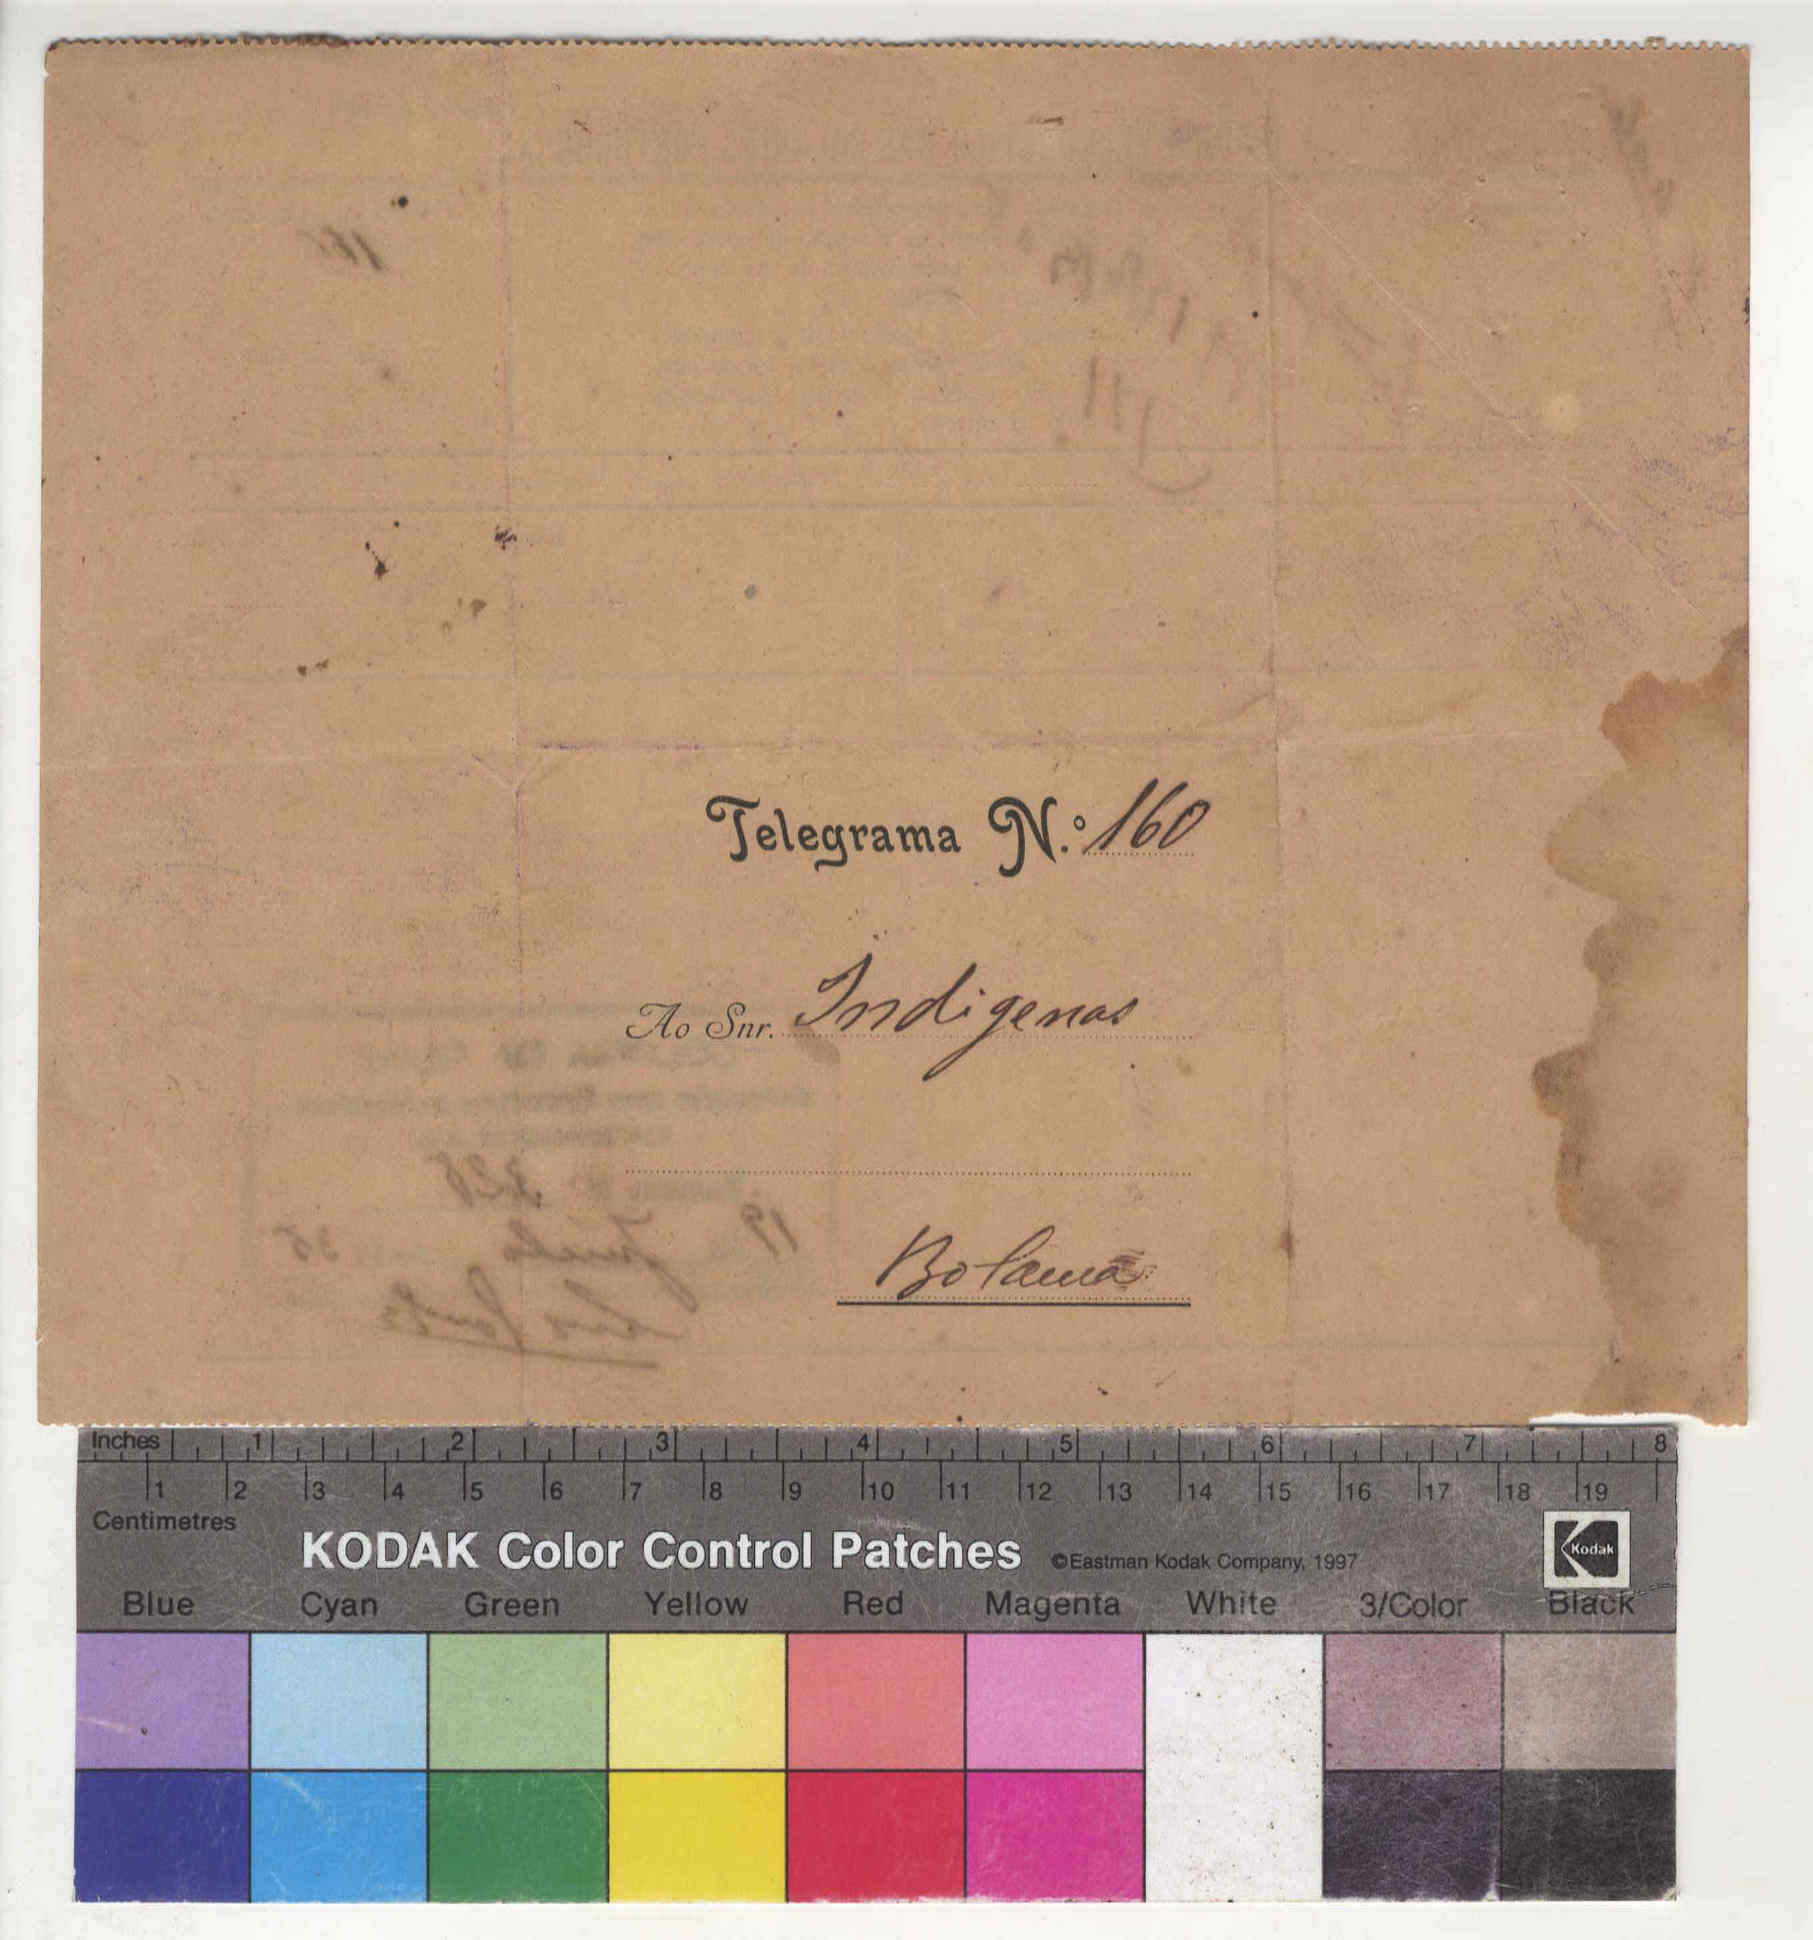 Telegrama N.º 160
Ao Snr. Indigenas
Bolama
Inches 1 2 3 4 5 6 7 8
1 2 3 4 5 6 7 8 9 10 11 12 13 14 15 16 17 18 19
Centimetres
KODAK Color Control Patches ©Eastman Kodak Company, 1997 Kodak
Blue Cyan Green Yellow Red Magenta White 3/Color Black